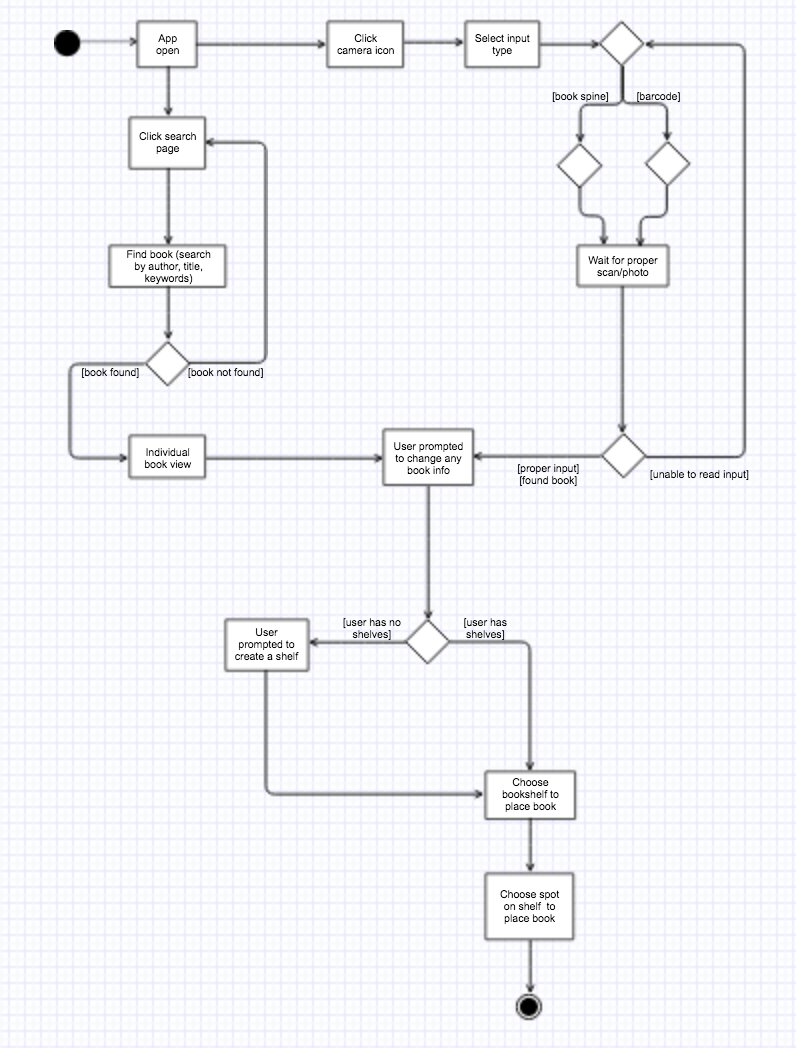 App
open
Click
camera icon
Select input
type
[book spine]
[barcode]
Click search
page
Find book (search
by author, title,
keywords)
Wait for proper
scan/photo
[book found]
[book not found]
Individual
book view
User prompted
to change any
book info
[proper input]
[found book]
[unable to read input]
User
prompted to
create a shelf
[user has no
shelves]
[user has
shelves]
Choose
bookshelf to
place book
Choose spot
on shelf to
place book